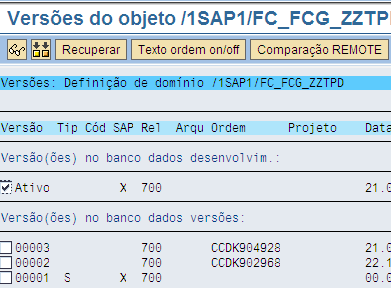 Versões do objeto /1SAP1/FC_FCG_ZZTP
Recuperar Texto ordem on/off Comparação REMOTE
Versões: Definição de domínio /1SAP1/FC_FCG_ZZTPD
Versão Tip Cód SAP Rel Arqu Ordem Projeto Data
Versão(ões) no banco dados desenvolvim.:
Ativo X 700 21.0
Versão(ões) no banco dados versões:
00003 700 CCDK904928 21.0
00002 700 CCDK902968 22.1
00001 S X 700 00.0